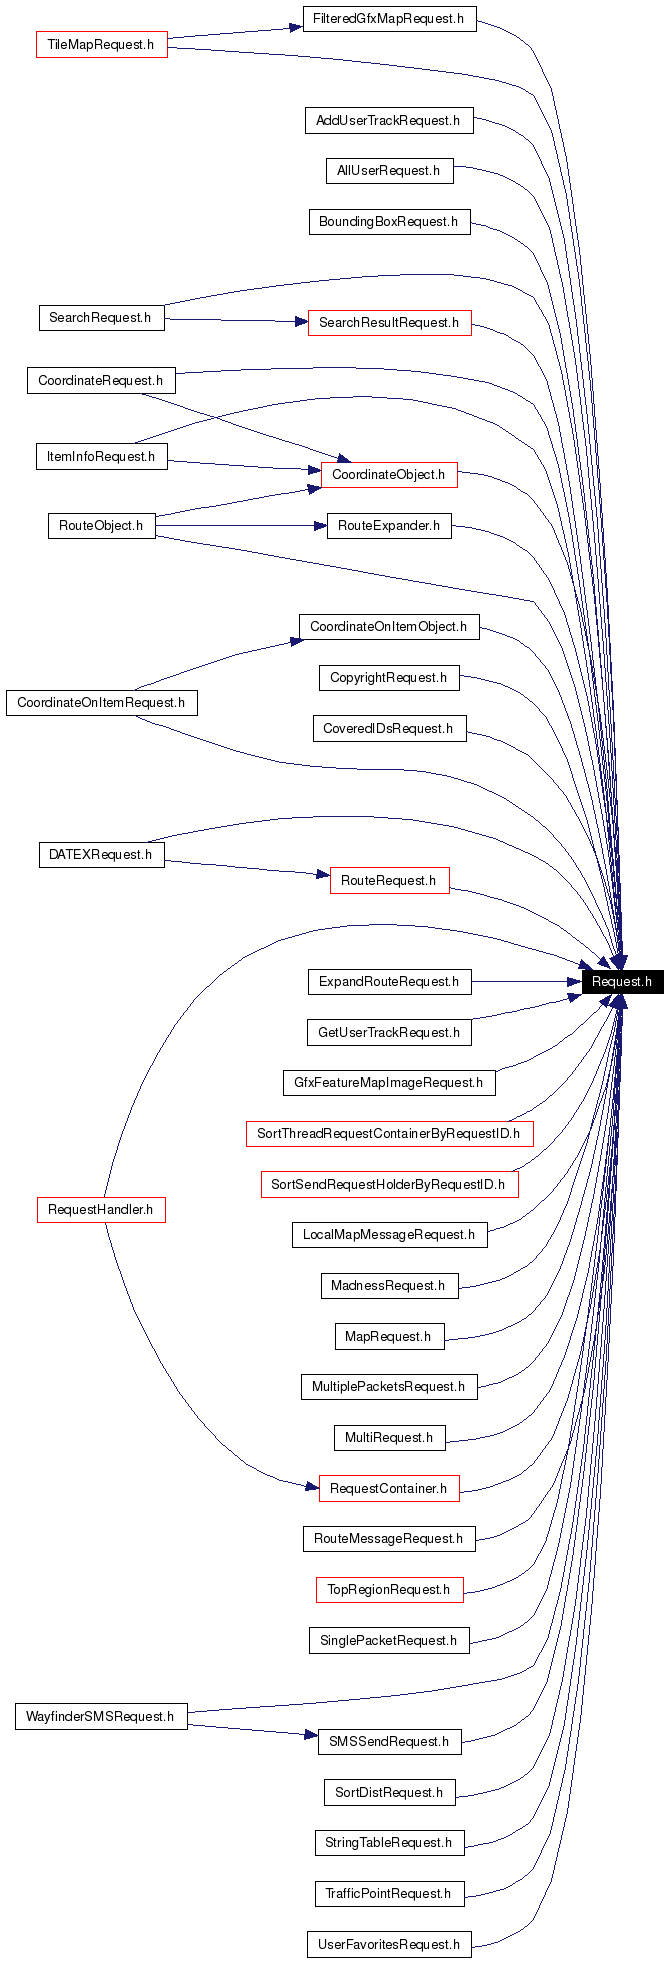 FilteredGfxMapRequest.h
TileMapRequest.h
AddUserTrackRequest.h
AllUserRequest.h
BoundingBoxRequest.h
SearchRequest.h
SearchResultRequest.h
CoordinateRequest.h
ItemInfoRequest.h
CoordinateObject.h
RouteObject.h
RouteExpander.h
CoordinateOnItemObject.h
CopyrightRequest.h
CoordinateOnItemRequest.h
CoveredIDsRequest.h
DATEXRequest.h
RouteRequest.h
ExpandRouteRequest.h
Request.h
GetUserTrackRequest.h
GfxFeatureMapImageRequest.h
SortThreadRequestContainerByRequestID.h
SortSendRequestHolderByRequestID.h
RequestHandler.h
LocalMapMessageRequest.h
MadnessRequest.h
MapRequest.h
MultiplePacketsRequest.h
MultiRequest.h
RequestContainer.h
RouteMessageRequest.h
TopRegionRequest.h
SinglePacketRequest.h
WayfinderSMSRequest.h
SMSSendRequest.h
SortDistRequest.h
StringTableRequest.h
TrafficPointRequest.h
UserFavoritesRequest.h